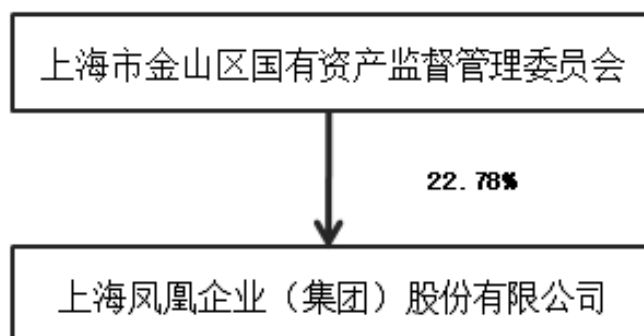 上海市金山区国有资产监督管理委员会
22.78%
上海凤凰企业（集团）股份有限公司